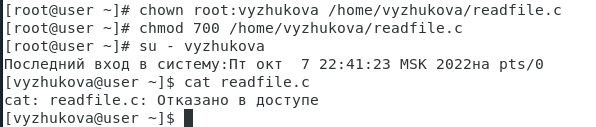 [root@user ~]# chown root:vyzhukova /home/vyzhukova/readfile.c
[root@user ~]# chmod 700 /home/vyzhukova/readfile.c
[root@user ~]# su - vyzhukova
Последний вход в систему:Пт окт  7 22:41:23 MSK 2022на pts/0
[vyzhukova@user ~]$ cat readfile.c
cat: readfile.c: Отказано в доступе
[vyzhukova@user ~]$